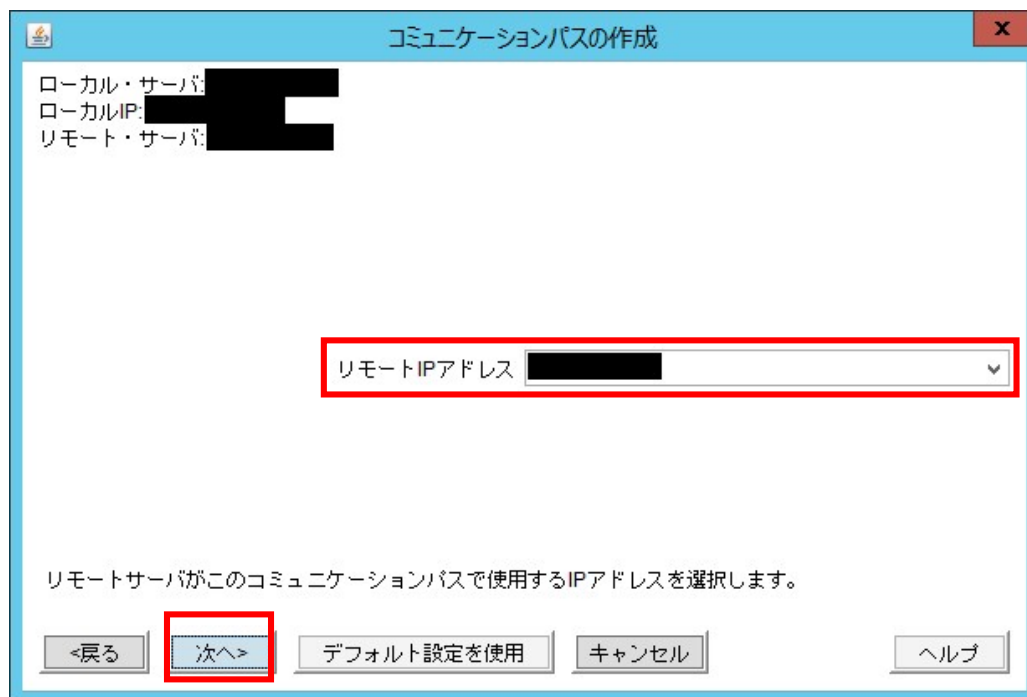 コミュニケーションパスの作成
x
ローカル・サーバ:
ローカルIP:
リモート・サーバ:
リモートIPアドレス
リモートサーバがこのコミュニケーションパスで使用するIPアドレスを選択します。
<戻る 次へ> デフォルト設定を使用 キャンセル ヘルプ